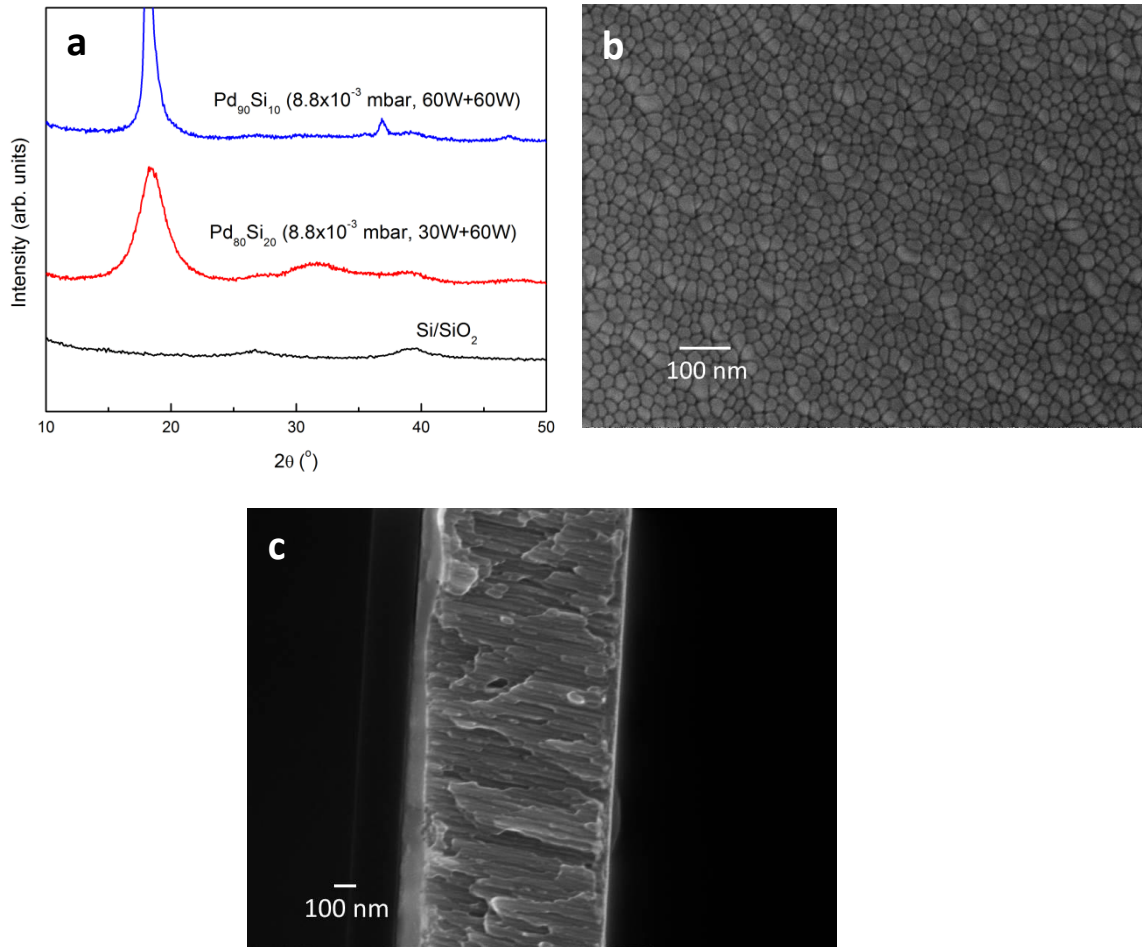 a
Pd90Si10 (8.8x10-3 mbar, 60W+60W)
Pd80Si20 (8.8x10-3 mbar, 30W+60W)
Si/SiO2
Intensity (arb. units)
10 20 30 40 50
2θ (o)
b
100 nm
c
100 nm